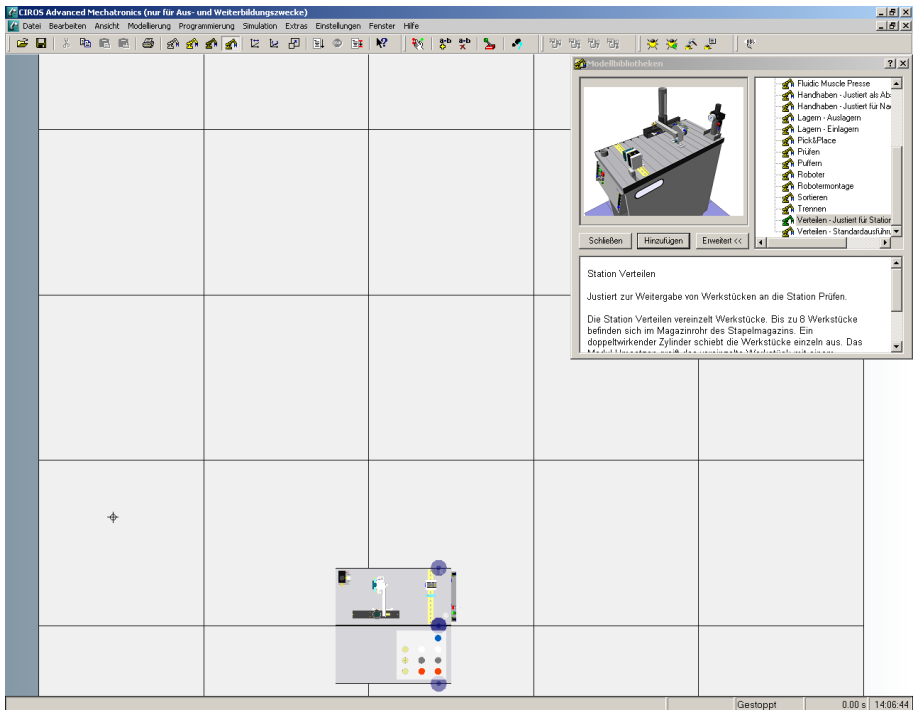 CIROS Advanced Mechatronics (nur für Aus- und Weiterbildungszwecke)
Datei Bearbeiten Ansicht Modellierung Programmierung Simulation Extras Einstellungen Fenster Hilfe
Modellbibliotheken
Fluidic Muscle Presse
Handhaben - Justiert als Ab
Handhaben - Justiert für Na
Lagern - Auslagern
Lagern - Einlagern
Pick&Place
Prüfen
Puffern
Roboter
Robotermontage
Sortieren
Trennen
Verteilen - Justiert für Station
Verteilen - Standardausführu
Schließen Hinzufügen Erweitert <<
Station Verteilen
Justiert zur Weitergabe von Werkstücken an die Station Prüfen.
Die Station Verteilen vereinzelt Werkstücke. Bis zu 8 Werkstücke
befinden sich im Magazinrohr des Stapelmagazins. Ein
doppeltwirkender Zylinder schiebt die Werkstücke einzeln aus. Das
Gestoppt 0.00 s 14:06:44